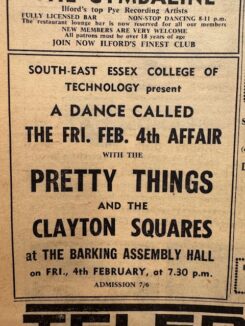 THE CYMBALINE
Ilford's top Pye Recording Artists
FULLY LICENSED BAR NON-STOP DANCING 8-11 p.m.
The restaurant lounge bar is now reserved for all our members
NEW MEMBERS ARE VERY WELCOME
All patrons must be over 18 years of age
JOIN NOW ILFORD'S FINEST CLUB
SOUTH-EAST ESSEX COLLEGE OF
TECHNOLOGY present
A DANCE CALLED
THE FRI. FEB. 4th AFFAIR
WITH THE
PRETTY THINGS
AND THE
CLAYTON SQUARES
at THE BARKING ASSEMBLY HALL
on FRI., 4th FEBRUARY, at 7.30 p.m.
ADMISSION 7/6